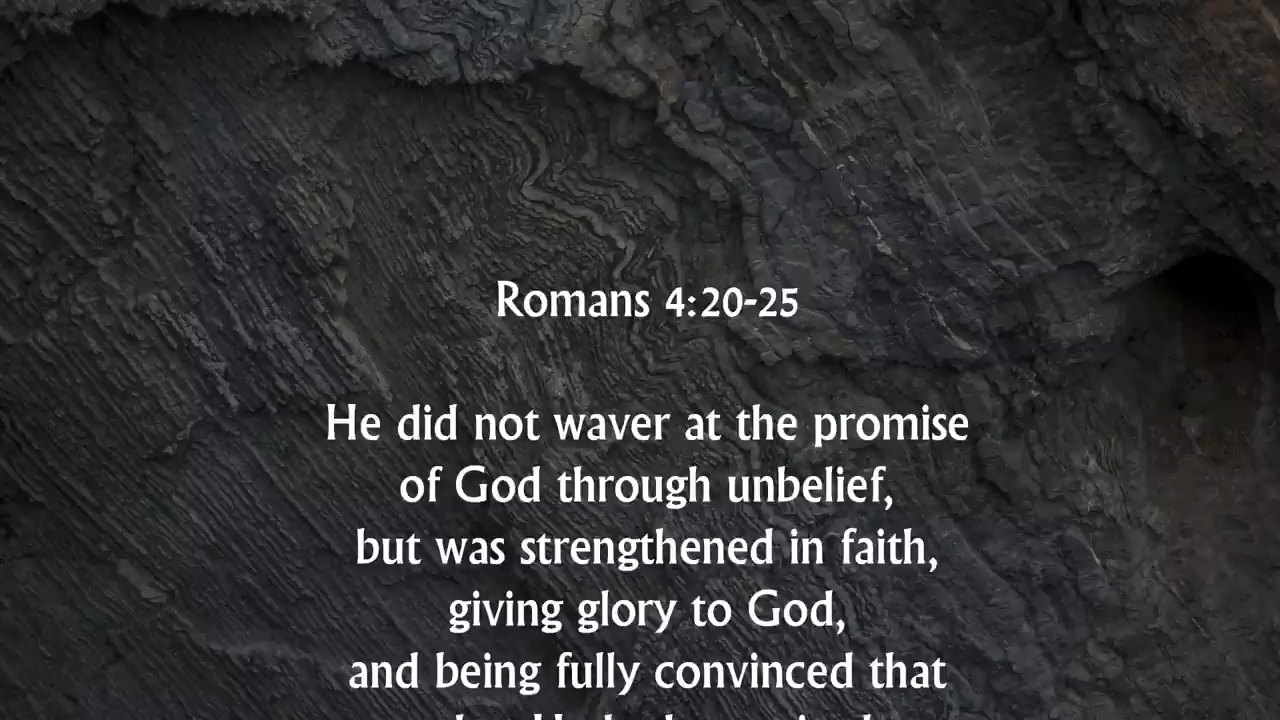 Romans 4:20-25
He did not waver at the promise
of God through unbelief,
but was strengthened in faith,
giving glory to God,
and being fully convinced that